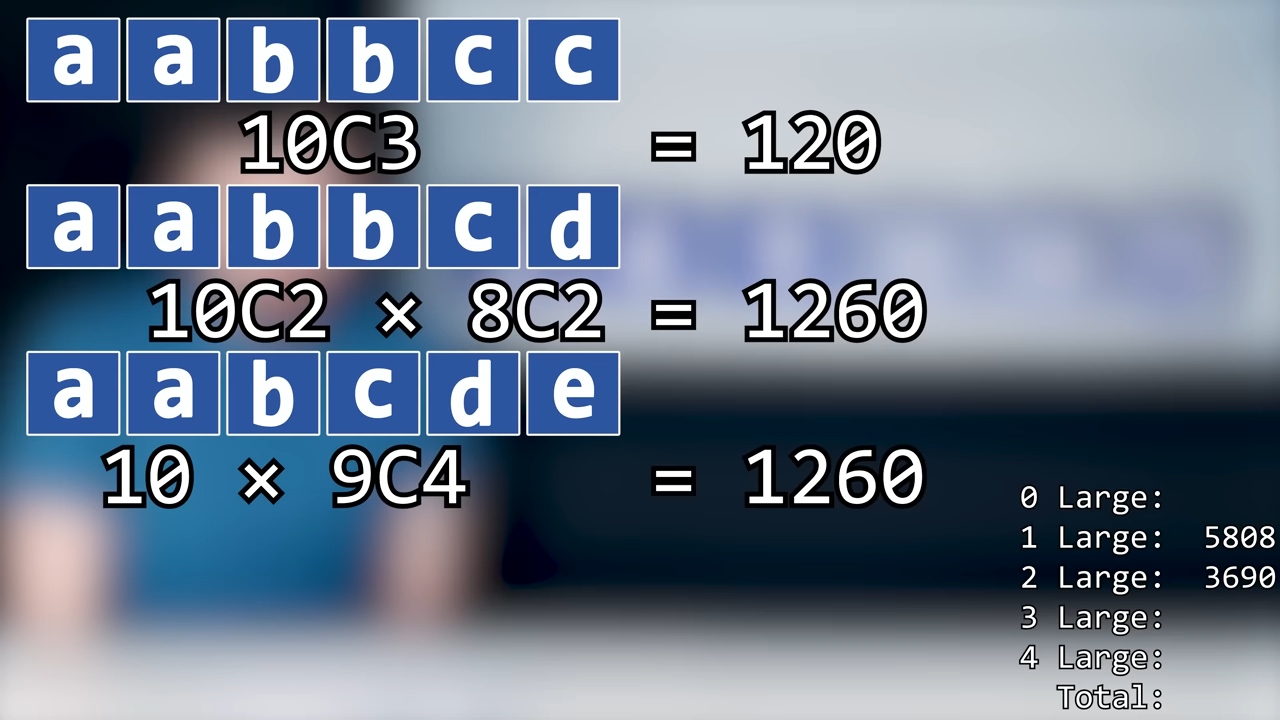 a a b b c c
10C3 = 120
a a b b c d
10C2 × 8C2 = 1260
a a b c d e
10 × 9C4 = 1260
0 Large:
1 Large: 5808
2 Large: 3690
3 Large:
4 Large:
Total: